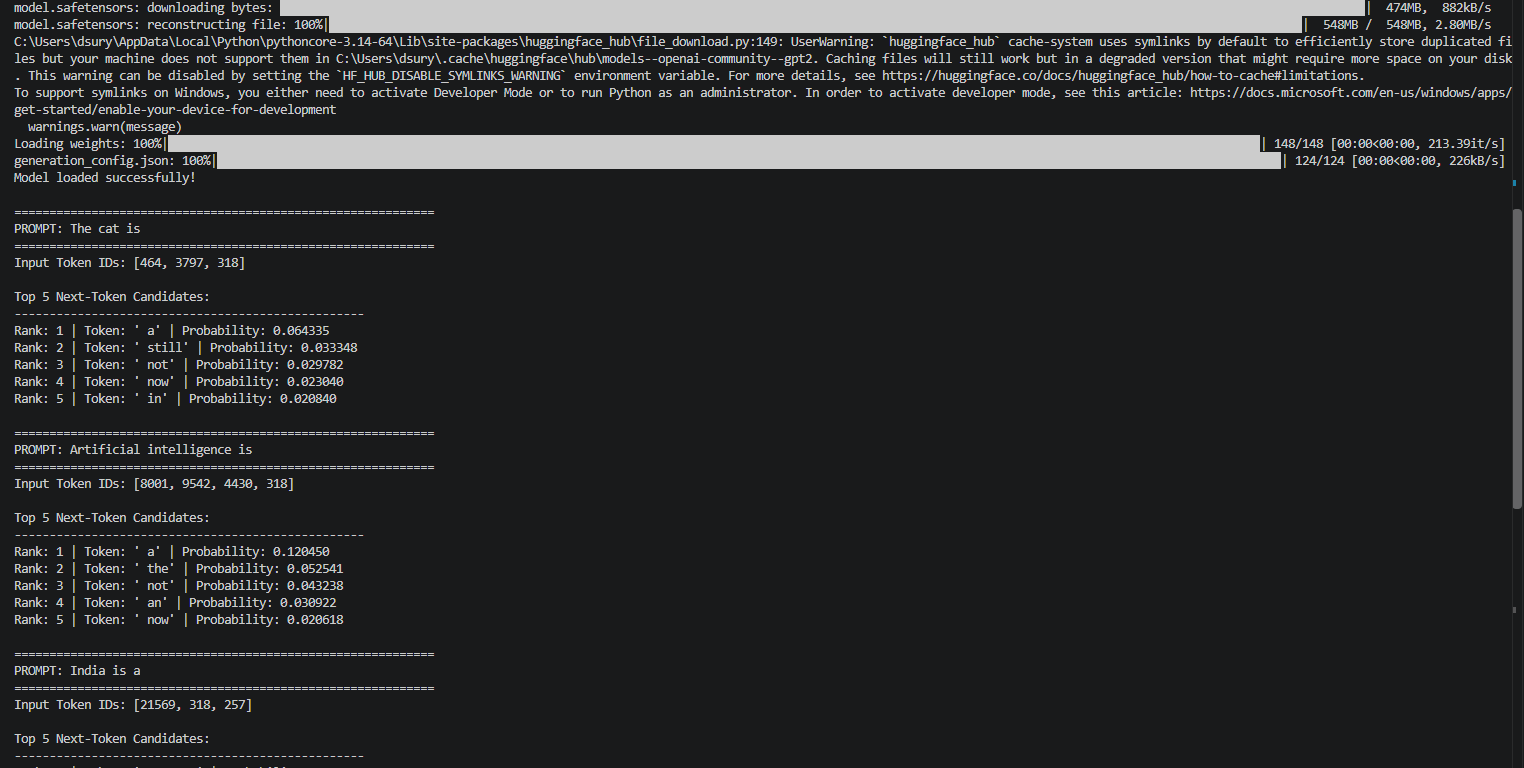 model.safetensors: downloading bytes: | 474MB, 882kB/s
model.safetensors: reconstructing file: 100%| | 548MB / 548MB, 2.80MB/s
C:\Users\dsury\AppData\Local\Python\pythoncore-3.14-64\Lib\site-packages\huggingface_hub\file_download.py:149: UserWarning: `huggingface_hub` cache-system uses symlinks by default to efficiently store duplicated fi
les but your machine does not support them in C:\Users\dsury\.cache\huggingface\hub\models--openai-community--gpt2. Caching files will still work but in a degraded version that might require more space on your disk
. This warning can be disabled by setting the `HF_HUB_DISABLE_SYMLINKS_WARNING` environment variable. For more details, see https://huggingface.co/docs/huggingface_hub/how-to-cache#limitations.
To support symlinks on Windows, you either need to activate Developer Mode or to run Python as an administrator. In order to activate developer mode, see this article: https://docs.microsoft.com/en-us/windows/apps/
get-started/enable-your-device-for-development
  warnings.warn(message)
Loading weights: 100%| | 148/148 [00:00<00:00, 213.39it/s]
generation_config.json: 100%| | 124/124 [00:00<00:00, 226kB/s]
Model loaded successfully!

============================================================
PROMPT: The cat is
============================================================
Input Token IDs: [464, 3797, 318]

Top 5 Next-Token Candidates:
--------------------------------------------------
Rank: 1 | Token: ' a' | Probability: 0.064335
Rank: 2 | Token: ' still' | Probability: 0.033348
Rank: 3 | Token: ' not' | Probability: 0.029782
Rank: 4 | Token: ' now' | Probability: 0.023040
Rank: 5 | Token: ' in' | Probability: 0.020840

============================================================
PROMPT: Artificial intelligence is
============================================================
Input Token IDs: [8001, 9542, 4430, 318]

Top 5 Next-Token Candidates:
--------------------------------------------------
Rank: 1 | Token: ' a' | Probability: 0.120450
Rank: 2 | Token: ' the' | Probability: 0.052541
Rank: 3 | Token: ' not' | Probability: 0.043238
Rank: 4 | Token: ' an' | Probability: 0.030922
Rank: 5 | Token: ' now' | Probability: 0.020618

============================================================
PROMPT: India is a
============================================================
Input Token IDs: [21569, 318, 257]

Top 5 Next-Token Candidates:
--------------------------------------------------